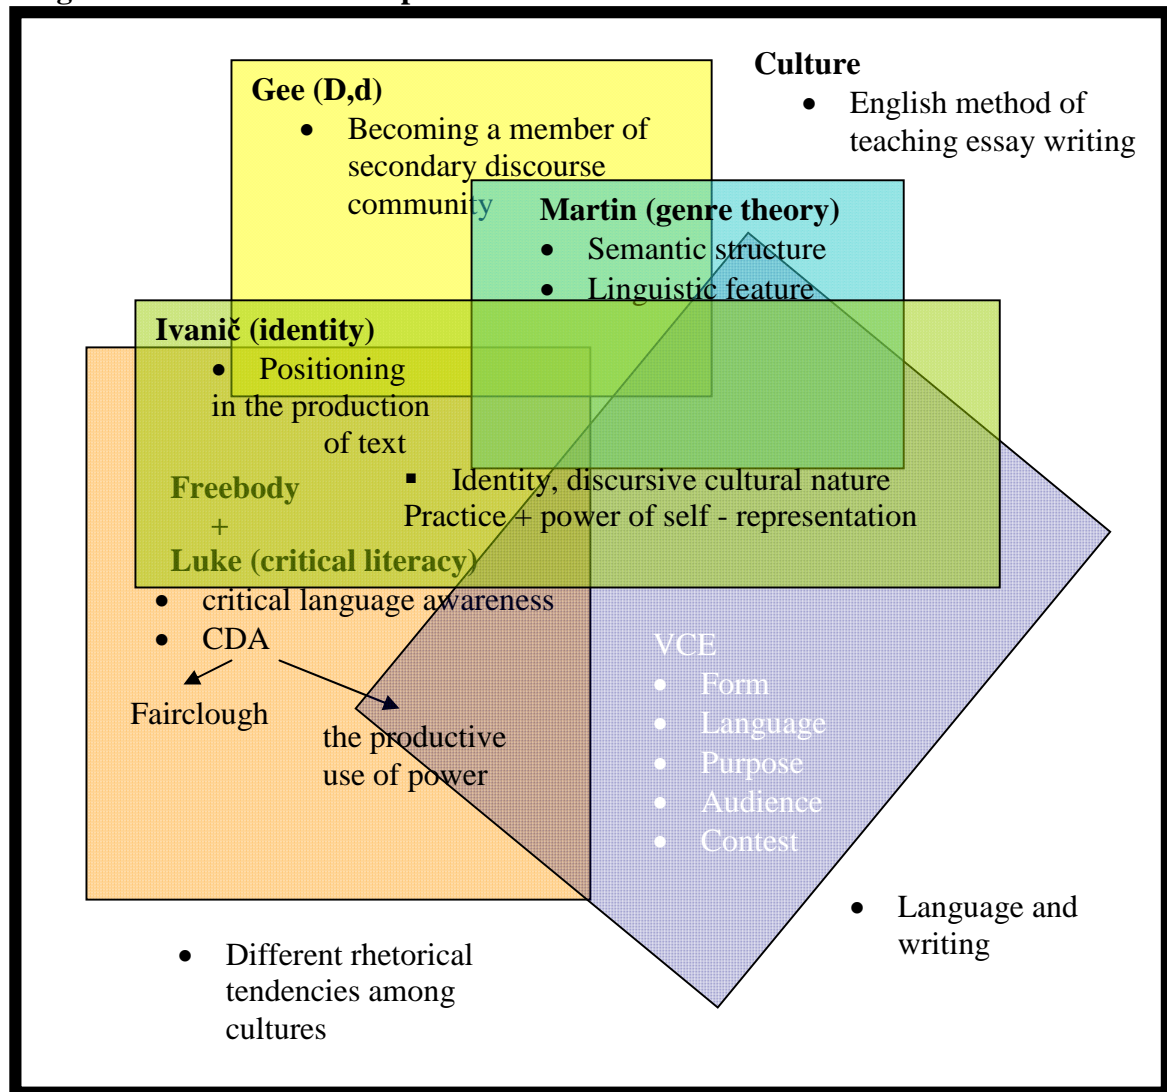 Gee (D,d)
• Becoming a member of
secondary discourse
community
Culture
• English method of
teaching essay writing
Martin (genre theory)
• Semantic structure
• Linguistic feature
Ivanič (identity)
• Positioning
in the production
of text
▪ Identity, discursive cultural nature
Practice + power of self - representation
Freebody
+
Luke (critical literacy)
• critical language awareness
• CDA
Fairclough
the productive
use of power
VCE
• Form
• Language
• Purpose
• Audience
• Contest
• Language and
writing
• Different rhetorical
tendencies among
cultures